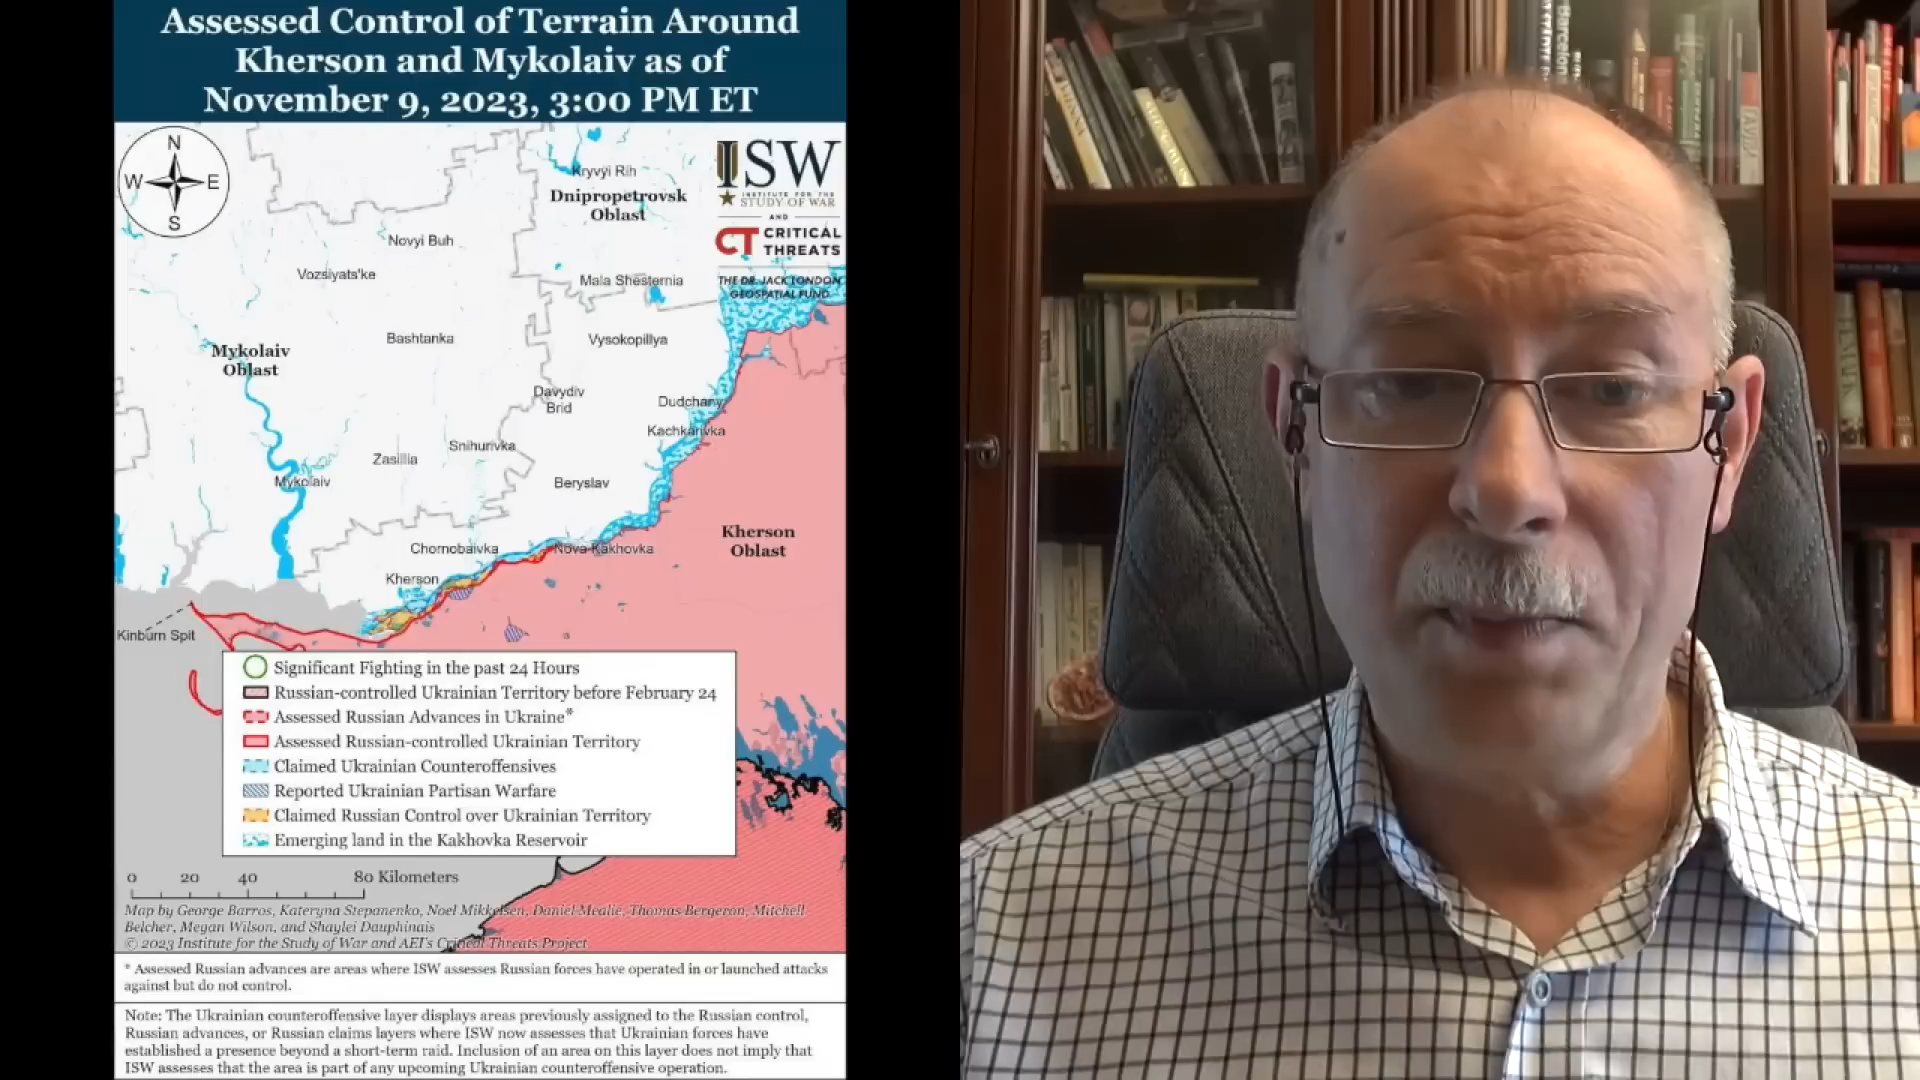 Assessed Control of Terrain Around
Kherson and Mykolaiv as of
November 9, 2023, 3:00 PM ET
N
W
E
S
ISW
INSTITUTE FOR THE
STUDY OF WAR
AND
CT CRITICAL
THREATS
THE DR. JACK LONDON
GEOSPATIAL FUND
Kryvyi Rih
Dnipropetrovsk
Oblast
Novyi Buh
Vozsiyats'ke
Mala Shesternia
Bashtanka
Vysokopillya
Mykolaiv
Oblast
Davydiv
Brid
Dudchany
Kachkarivka
Snihurivka
Zasillia
Mykolaiv
Beryslav
Kherson
Oblast
Chornobaivka
Nova Kakhovka
Kherson
Kinburn Spit
Significant Fighting in the past 24 Hours
Russian-controlled Ukrainian Territory before February 24
Assessed Russian Advances in Ukraine*
Assessed Russian-controlled Ukrainian Territory
Claimed Ukrainian Counteroffensives
Reported Ukrainian Partisan Warfare
Claimed Russian Control over Ukrainian Territory
Emerging land in the Kakhovka Reservoir
0 20 40 80 Kilometers
Map by George Barros, Kateryna Stepanenko, Noel Mikkelsen, Daniel Mealie, Thomas Bergeron, Mitchell
Belcher, Megan Wilson, and Shaylei Dauphinais
© 2023 Institute for the Study of War and AEI's Critical Threats Project
* Assessed Russian advances are areas where ISW assesses Russian forces have operated in or launched attacks
against but do not control.
Note: The Ukrainian counteroffensive layer displays areas previously assigned to the Russian control,
Russian advances, or Russian claims layers where ISW now assesses that Ukrainian forces have
established a presence beyond a short-term raid. Inclusion of an area on this layer does not imply that
ISW assesses that the area is part of any upcoming Ukrainian counteroffensive operation.